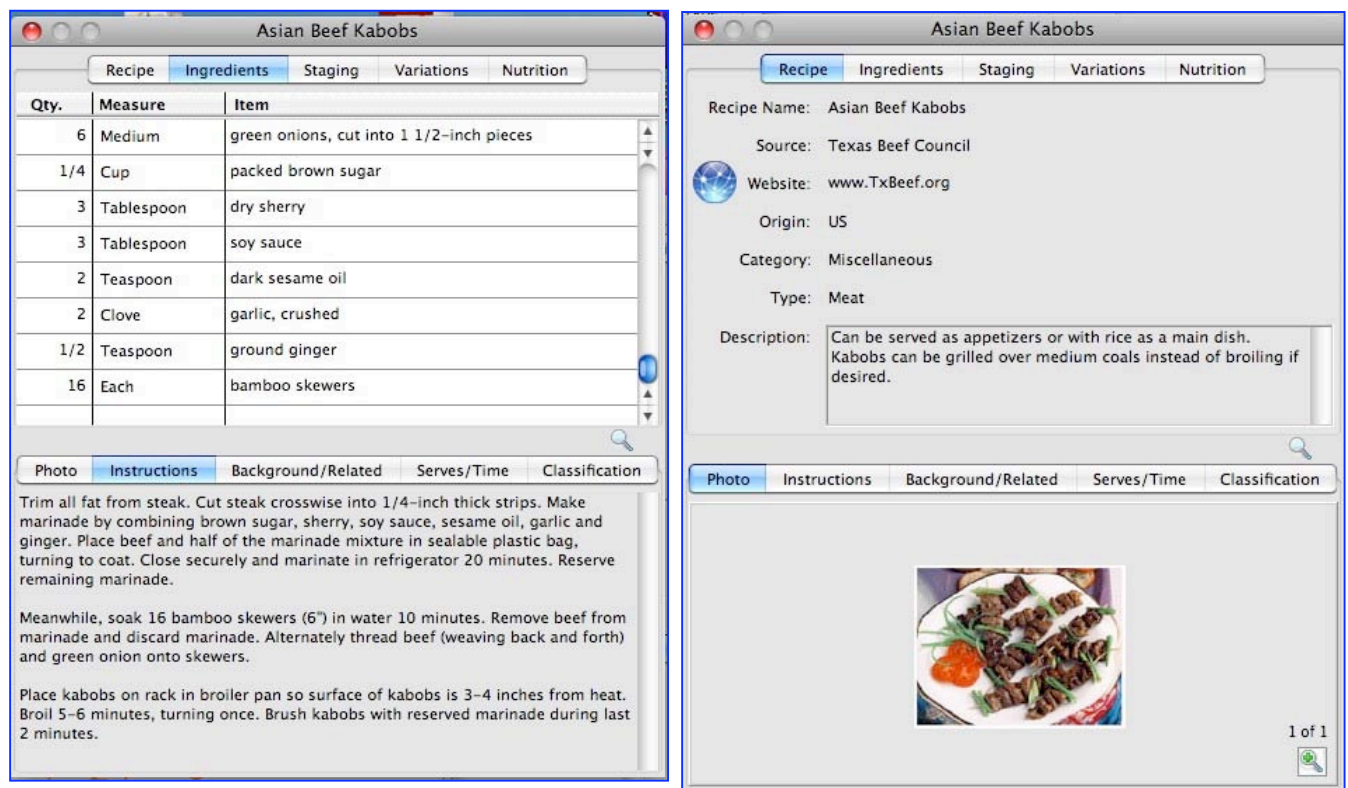 Asian Beef Kabobs
Recipe Ingredients Staging Variations Nutrition
Qty. Measure Item
6 Medium green onions, cut into 1 1/2-inch pieces
1/4 Cup packed brown sugar
3 Tablespoon dry sherry
3 Tablespoon soy sauce
2 Teaspoon dark sesame oil
2 Clove garlic, crushed
1/2 Teaspoon ground ginger
16 Each bamboo skewers
Photo Instructions Background/Related Serves/Time Classification
Trim all fat from steak. Cut steak crosswise into 1/4-inch thick strips. Make
marinade by combining brown sugar, sherry, soy sauce, sesame oil, garlic and
ginger. Place beef and half of the marinade mixture in sealable plastic bag,
turning to coat. Close securely and marinate in refrigerator 20 minutes. Reserve
remaining marinade.
Meanwhile, soak 16 bamboo skewers (6") in water 10 minutes. Remove beef from
marinade and discard marinade. Alternately thread beef (weaving back and forth)
and green onion onto skewers.
Place kabobs on rack in broiler pan so surface of kabobs is 3-4 inches from heat.
Broil 5-6 minutes, turning once. Brush kabobs with reserved marinade during last
2 minutes.
Asian Beef Kabobs
Recipe Ingredients Staging Variations Nutrition
Recipe Name: Asian Beef Kabobs
Source: Texas Beef Council
Website: www.TxBeef.org
Origin: US
Category: Miscellaneous
Type: Meat
Description: Can be served as appetizers or with rice as a main dish.
Kabobs can be grilled over medium coals instead of broiling if
desired.
Photo Instructions Background/Related Serves/Time Classification
1 of 1